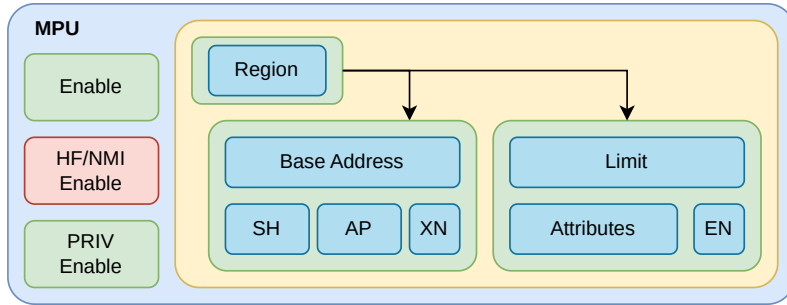 MPU
Enable
HF/NMI
Enable
PRIV
Enable
Region
Base Address
SH
AP
XN
Limit
Attributes
EN